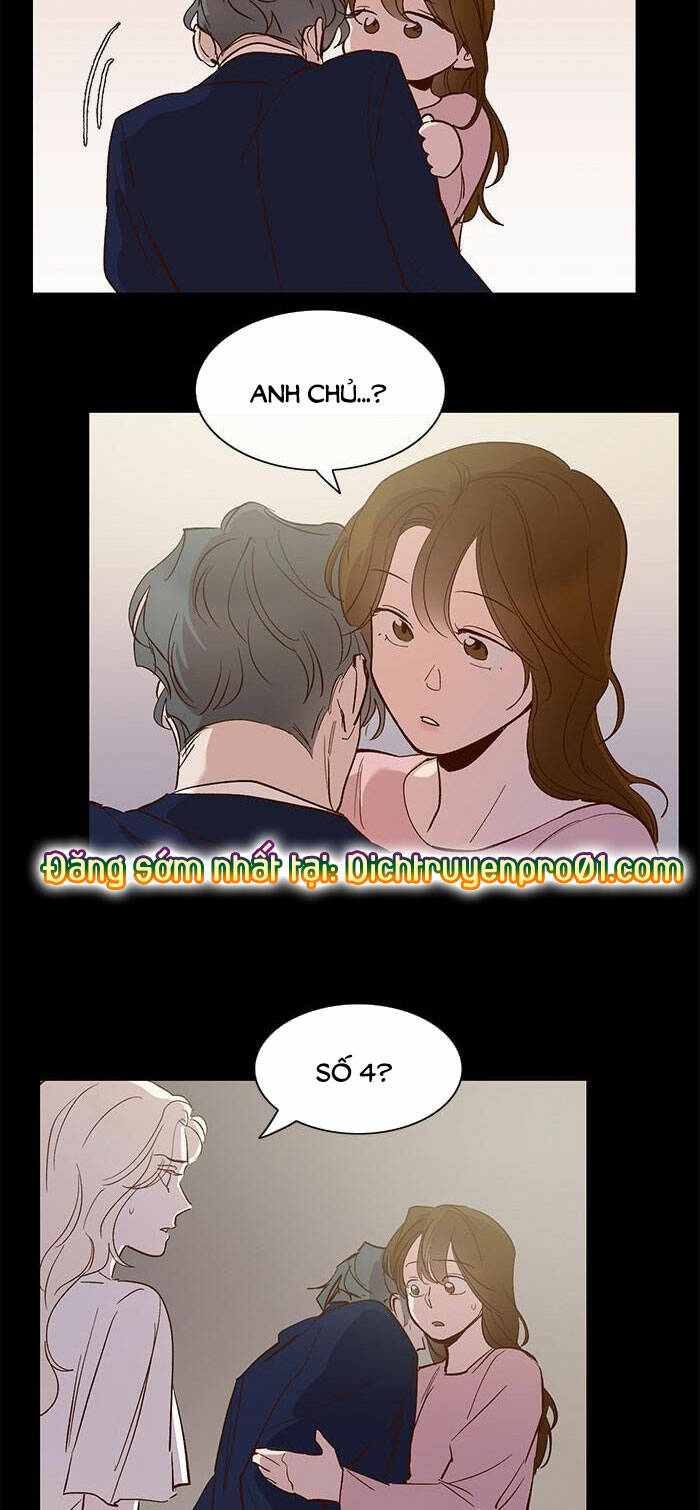 ANH CHỦ...?
Đăng sớm nhất tại: Dichtruyenpro01.com
SỐ 4?